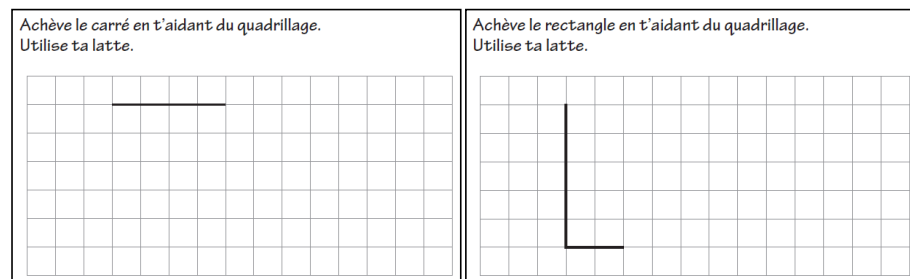 Achève le carré en t'aidant du quadrillage.
Utilise ta latte.
Achève le rectangle en t'aidant du quadrillage.
Utilise ta latte.